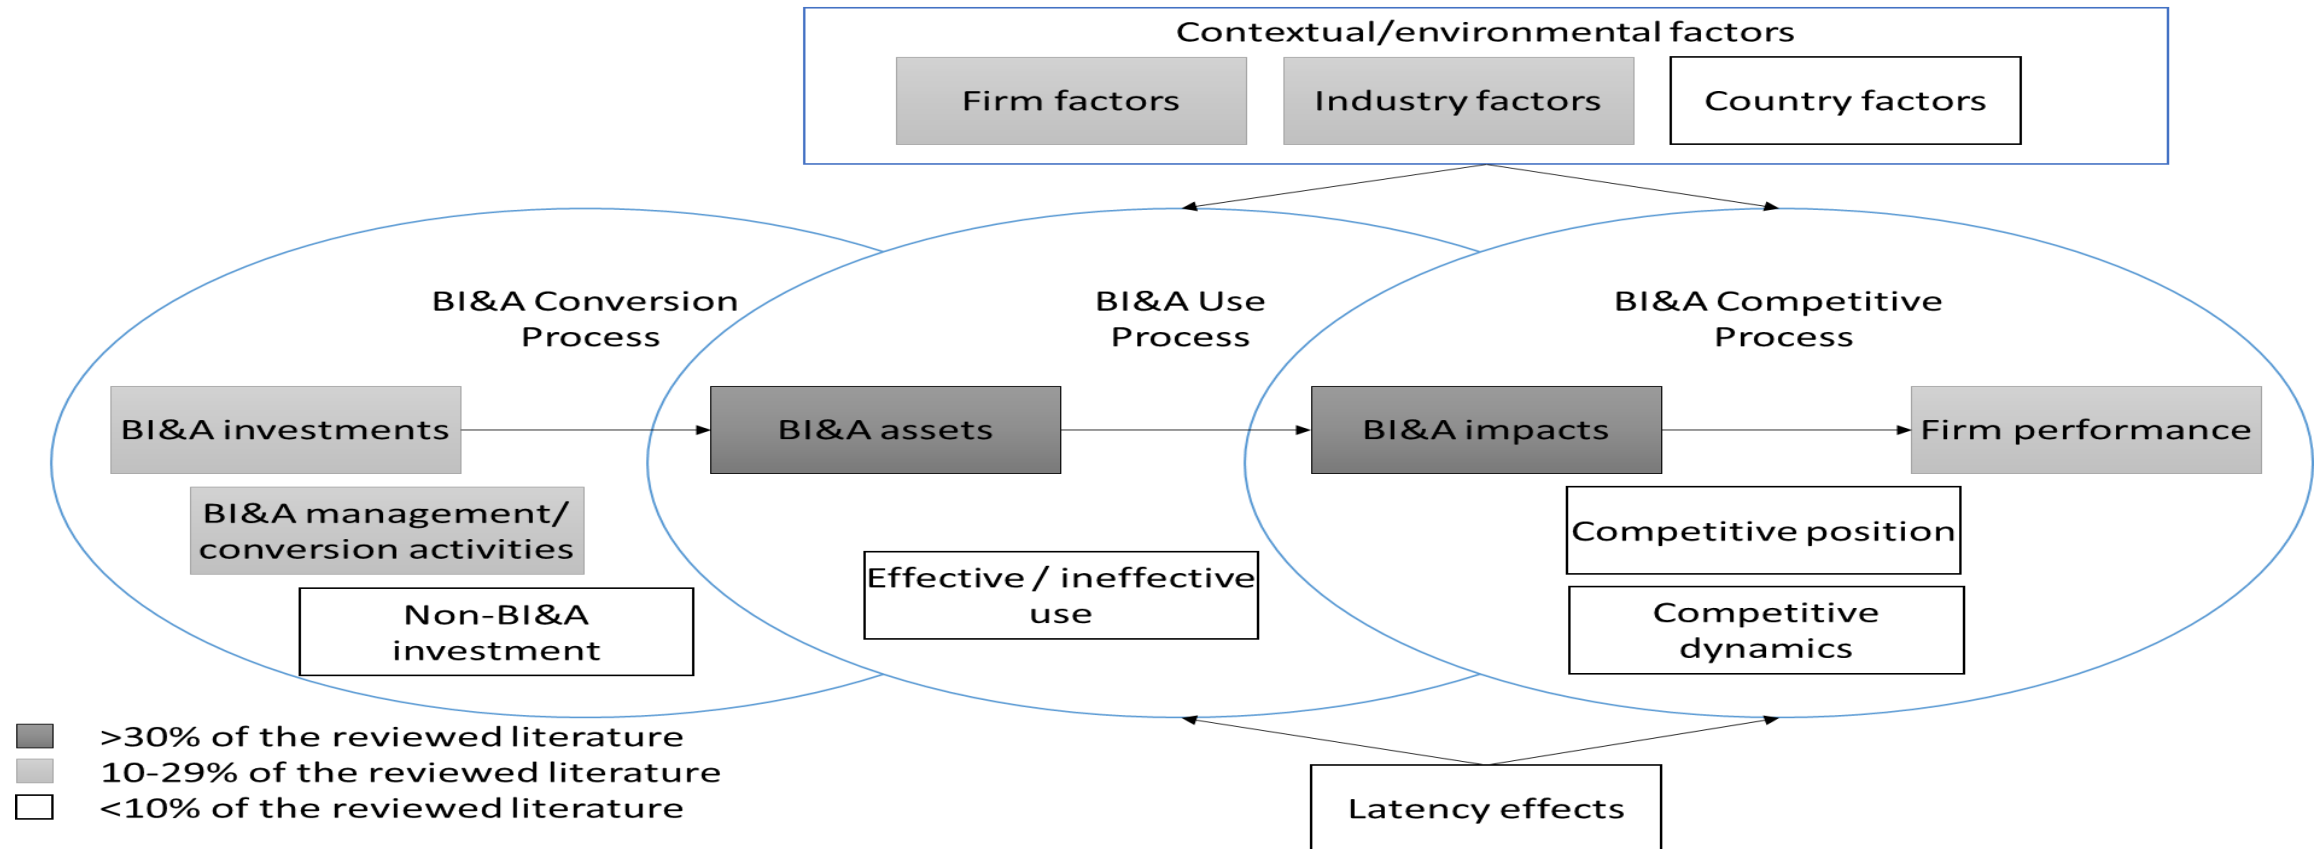 Contextual/environmental factors
Firm factors
Industry factors
Country factors
BI&A Conversion
Process
BI&A Use
Process
BI&A Competitive
Process
BI&A investments
BI&A assets
BI&A impacts
Firm performance
BI&A management/
conversion activities
Non-BI&A
investment
Effective / ineffective
use
Competitive position
Competitive
dynamics
>30% of the reviewed literature
10-29% of the reviewed literature
<10% of the reviewed literature
Latency effects